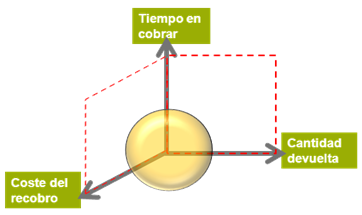 Tiempo en
cobrar
Cantidad
devuelta
Coste del
recobro